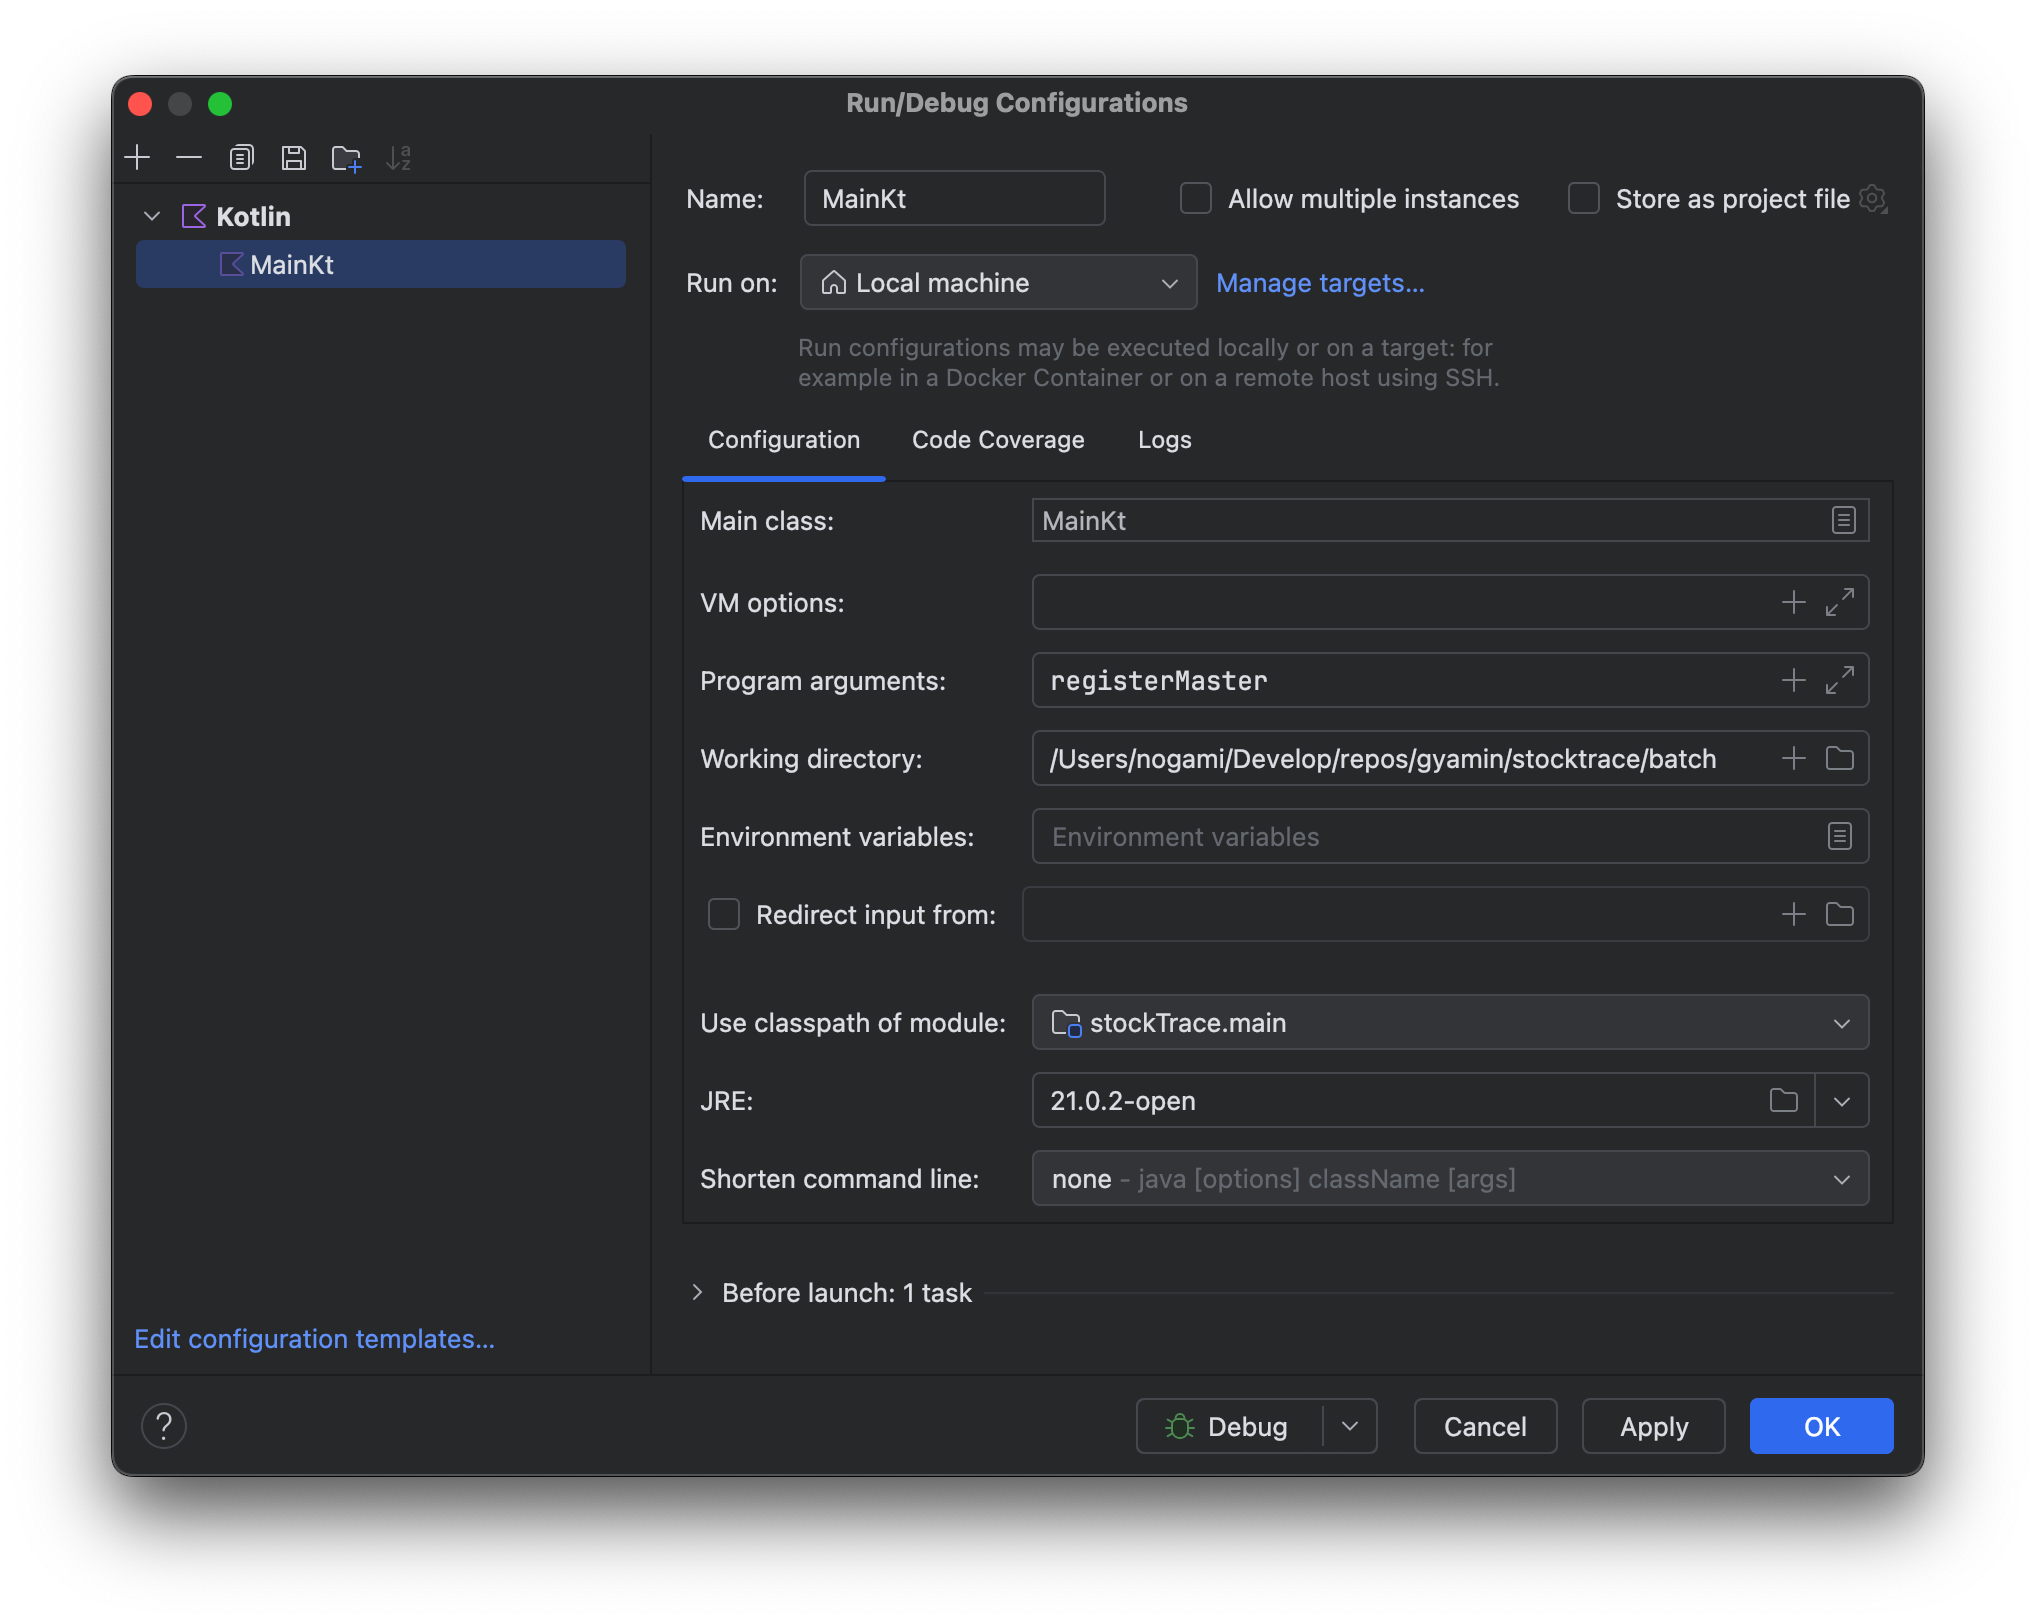 Run/Debug Configurations
Kotlin
MainKt
Edit configuration templates...
Name: MainKt Allow multiple instances Store as project file
Run on: Local machine Manage targets...
Run configurations may be executed locally or on a target: for
example in a Docker Container or on a remote host using SSH.
Configuration Code Coverage Logs
Main class: MainKt
VM options:
Program arguments: registerMaster
Working directory: /Users/nogami/Develop/repos/gyamin/stocktrace/batch
Environment variables: Environment variables
Redirect input from:
Use classpath of module: stockTrace.main
JRE: 21.0.2-open
Shorten command line: none - java [options] className [args]
Before launch: 1 task
? Debug Cancel Apply OK